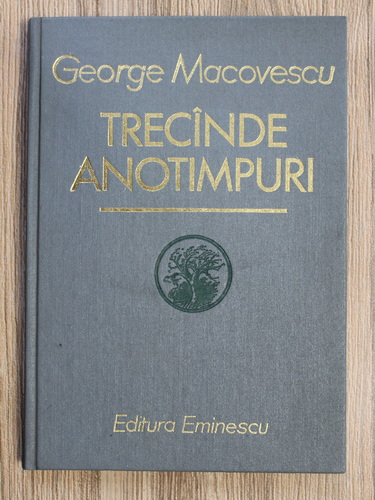 George Macovescu
TRECÎNDE
ANOTIMPURI
Editura Eminescu